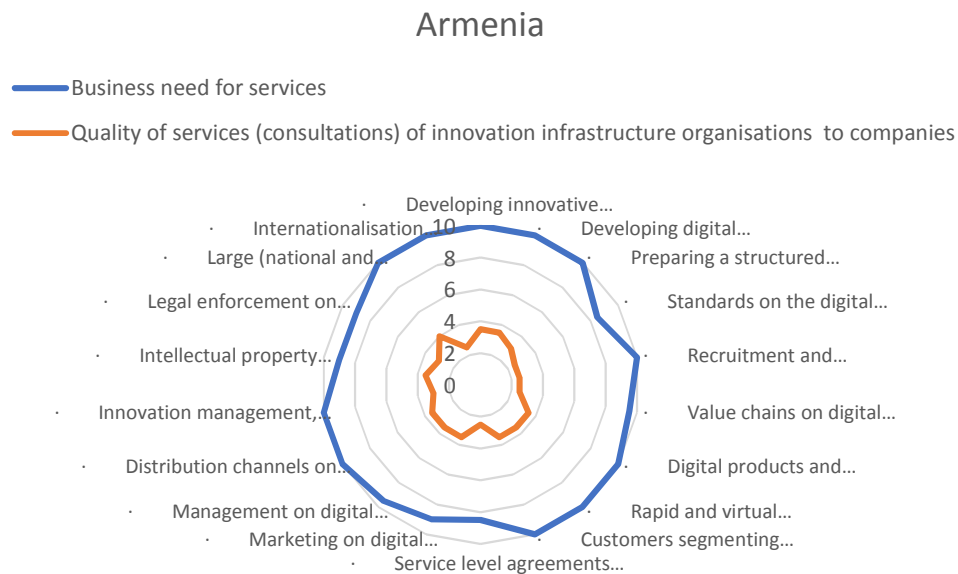 Armenia
Business need for services
Quality of services (consultations) of innovation infrastructure organisations to companies
· Developing innovative…
· Internationalisation…
· Developing digital…
· Large (national and…
· Preparing a structured…
· Legal enforcement on…
· Standards on the digital…
· Intellectual property…
· Recruitment and…
· Innovation management,…
· Value chains on digital…
· Distribution channels on…
· Digital products and…
· Management on digital…
· Rapid and virtual…
· Marketing on digital…
· Customers segmenting…
· Service level agreements…
10
8
6
4
2
0